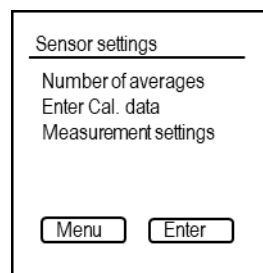 Sensor settings
Number of averages
Enter Cal. data
Measurement settings
Menu Enter